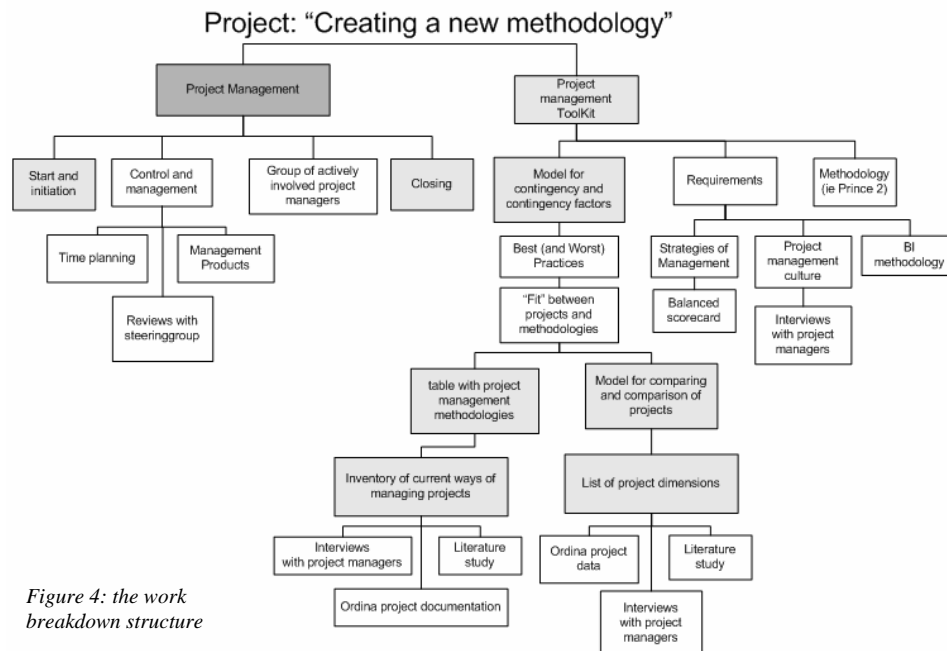 Project: “Creating a new methodology”
Project Management
Project
management
ToolKit
Start and
initiation
Control and
management
Group of actively
involved project
managers
Closing
Model for
contingency and
contingency factors
Requirements
Methodology
(ie Prince 2)
Time planning
Management
Products
Reviews with
steeringgroup
Best (and Worst)
Practices
Strategies of
Management
Project
management
culture
BI
methodology
“Fit” between
projects and
methodologies
Balanced
scorecard
Interviews with
project managers
table with project
management
methodologies
Model for comparing
and comparison of
projects
Inventory of current ways of
managing projects
List of project dimensions
Interviews
with project managers
Literature
study
Ordina project documentation
Ordina project
data
Literature
study
Interviews
with project
managers
Figure 4: the work
breakdown structure